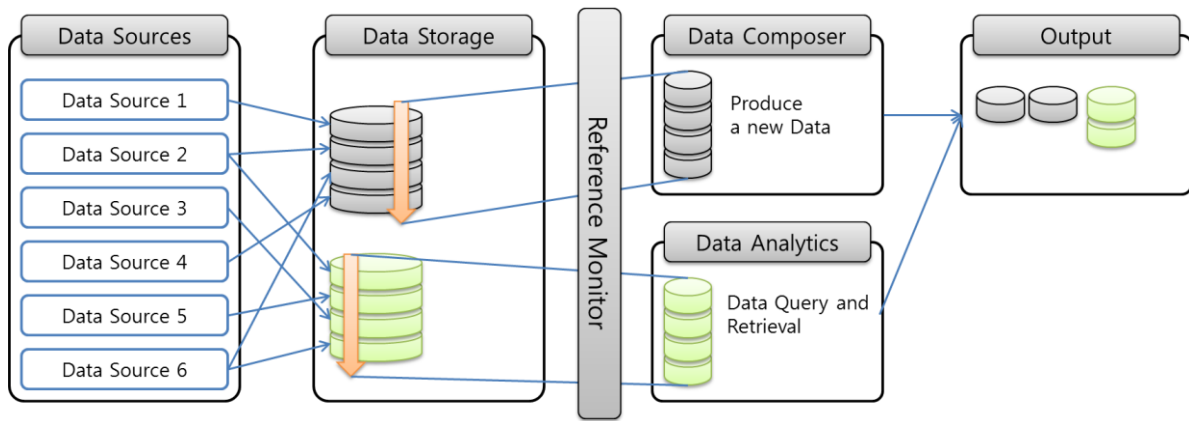 Data Sources
Data Source 1
Data Source 2
Data Source 3
Data Source 4
Data Source 5
Data Source 6
Data Storage
Reference Monitor
Data Composer
Produce
a new Data
Data Analytics
Data Query and
Retrieval
Output